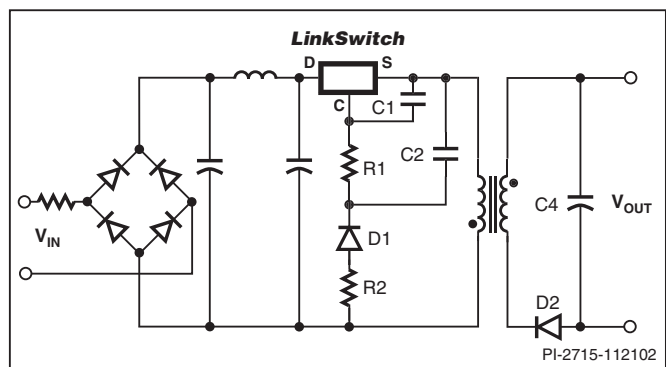 LinkSwitch
D S
C
C1
R1
C2
D1
R2
VIN
C4
VOUT
D2
PI-2715-112102